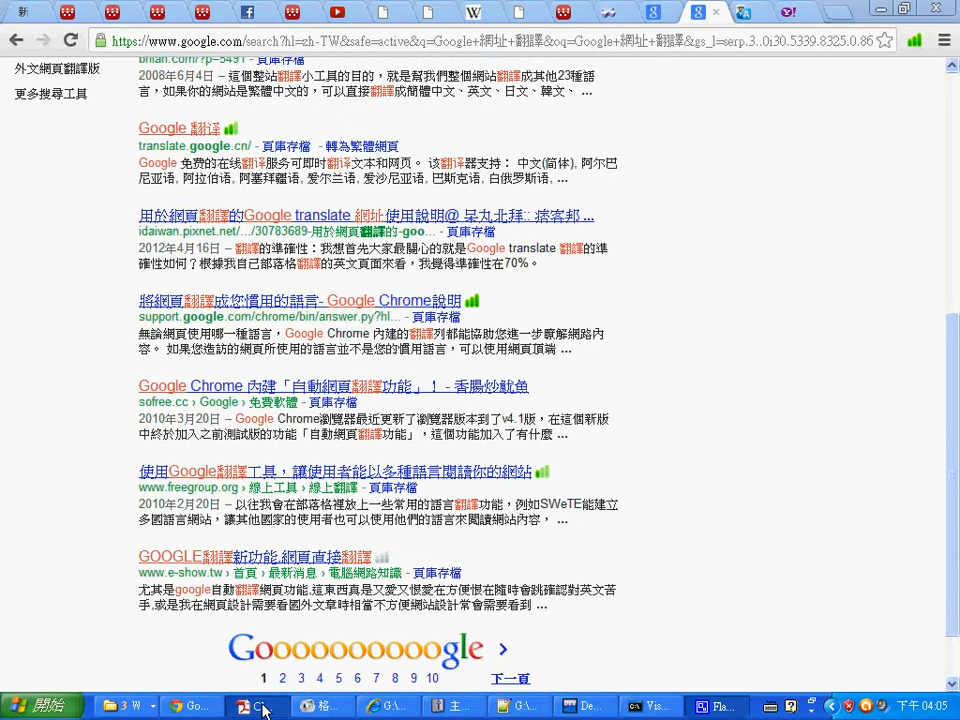 新
https://www.google.com/search?hl=zh-TW&safe=active&q=Google+網址+翻譯&oq=Google+網址+翻譯&gs_l=serp.3..0i30.5339.8325.0.86
外文網頁翻譯版
更多搜尋工具
briian.com/?p=5491 - 頁庫存檔
2008年6月4日 – 這個整站翻譯小工具的目的，就是幫我們整個網站翻譯成其他23種語
言，如果你的網站是繁體中文的，可以直接翻譯成簡體中文、英文、日文、韓文、 ...
Google 翻译
translate.google.cn/ - 頁庫存檔 - 轉為繁體網頁
Google 免费的在线翻译服务可即时翻译文本和网页。 该翻译器支持： 中文(简体), 阿尔巴
尼亚语, 阿拉伯语, 阿塞拜疆语, 爱尔兰语, 爱沙尼亚语, 巴斯克语, 白俄罗斯语, ...
用於網頁翻譯的Google translate 網址使用說明@ 呆丸北拜:: 痞客邦 ...
idaiwan.pixnet.net/.../30783689-用於網頁翻譯的-goo... - 頁庫存檔
2012年4月16日 – 翻譯的準確性：我想首先大家最關心的就是Google translate 翻譯的準
確性如何？根據我自己部落格翻譯的英文頁面來看，我覺得準確性在70%。
將網頁翻譯成您慣用的語言- Google Chrome說明
support.google.com/chrome/bin/answer.py?hl... - 頁庫存檔
無論網頁使用哪一種語言，Google Chrome 內建的翻譯列都能協助您進一步瞭解網路內
容。 如果您造訪的網頁所使用的語言並不是您的慣用語言，可以使用網頁頂端 ...
Google Chrome 內建「自動網頁翻譯功能」！ - 香腸炒魷魚
sofree.cc › Google › 免費軟體 - 頁庫存檔
2010年3月20日 – Google Chrome瀏覽器最近更新了瀏覽器版本到了v4.1版，在這個新版
中終於加入之前測試版的功能「自動網頁翻譯功能」，這個功能加入了有什麼 ...
使用Google翻譯工具，讓使用者能以多種語言閱讀你的網站
www.freegroup.org › 線上工具 › 線上翻譯 - 頁庫存檔
2010年2月20日 – 以往我會在部落格裡放上一些常用的語言翻譯功能，例如SWeTE能建立
多國語言網站，讓其他國家的使用者也可以使用他們的語言來閱讀網站內容， ...
GOOGLE翻譯新功能,網頁直接翻譯
www.e-show.tw › 首頁 › 最新消息 › 電腦網路知識 - 頁庫存檔
尤其是google自動翻譯網頁功能,這東西真是又愛又恨愛在方便恨在隨時會跳確認對英文苦
手,或是我在網頁設計需要看國外文章時相當不方便網站設計常會需要看到 ...
Goooooooooogle >
1 2 3 4 5 6 7 8 9 10 下一頁
開始 3 W Go... C 格... G:\... 主... G:\... De... Vis... Fla... 下午 04:05